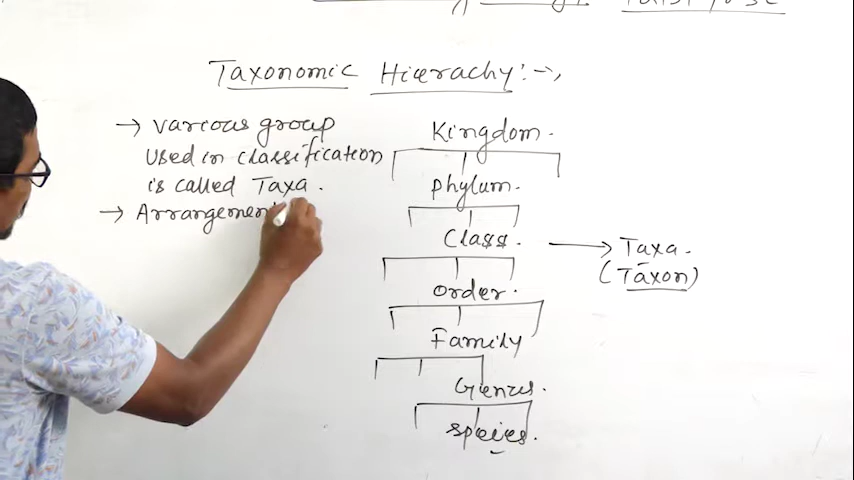 Taxonomic Hierachy:-,
→ various group
used in classification
is called Taxa.
→ Arrangemen
Kingdom.
phylum.
Class.
order.
Family
Genus.
species.
→ Taxa.
(Taxon)